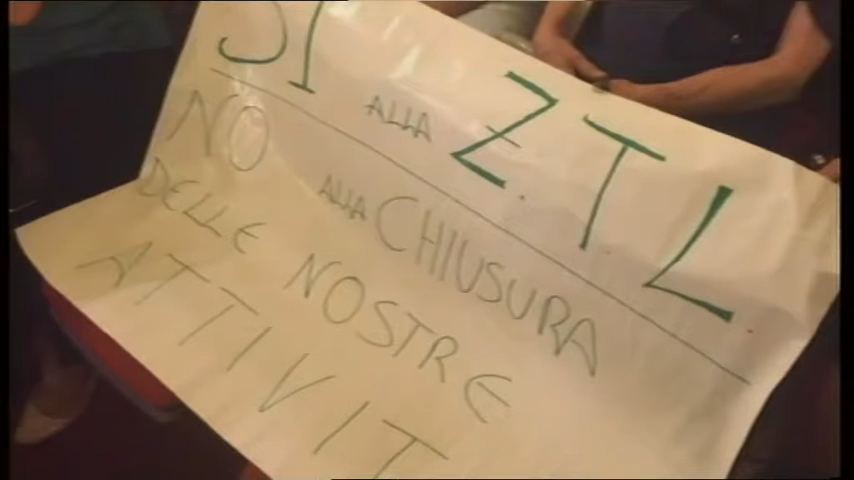 SI ALLA Z.T.L
NO ALLA CHIUSURA
DELLE NOSTRE
ATTIVIT